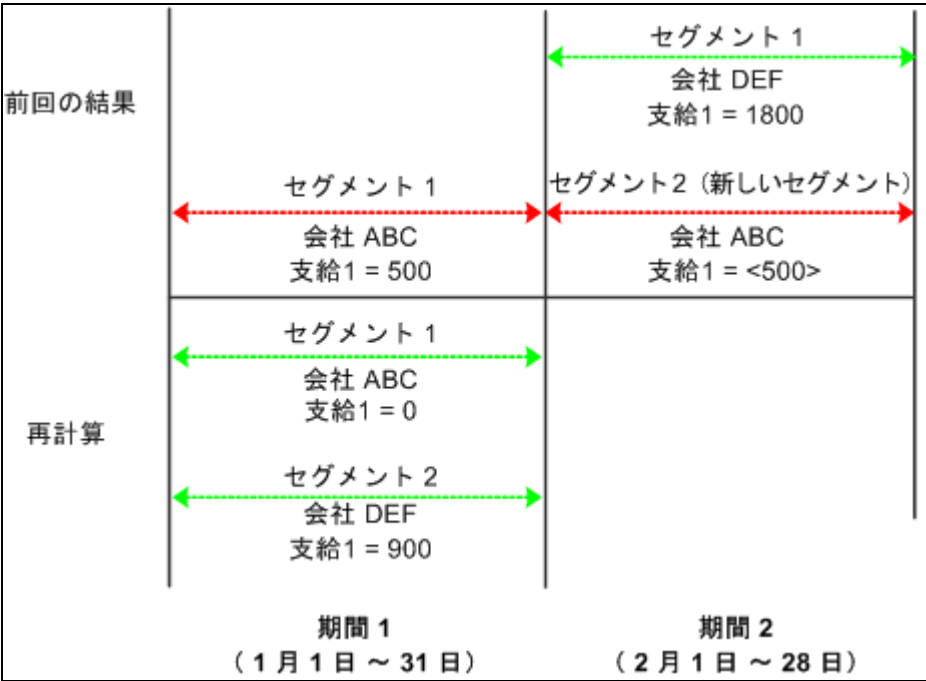 セグメント 1
会社 DEF
支給1 = 1800
前回の結果
セグメント 1
会社 ABC
支給1 = 500
セグメント2（新しいセグメント）
会社 ABC
支給1 = <500>
セグメント 1
会社 ABC
支給1 = 0
再計算
セグメント 2
会社 DEF
支給1 = 900
期間 1
（ 1 月 1 日 ～ 31 日）
期間 2
（ 2 月 1 日 ～ 28 日）